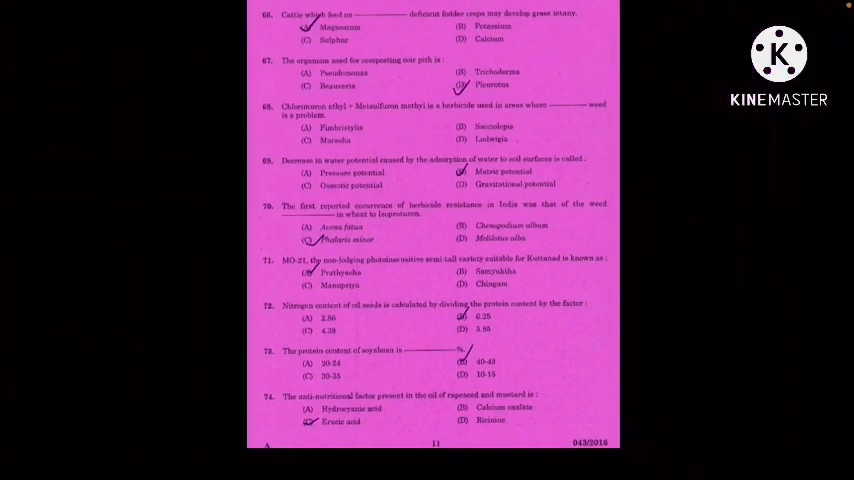 66. Cattle which feed on ———— deficient fodder crops may develop grass tetany.
(A) Magnesium (B) Potassium
(C) Sulphur (D) Calcium
67. The organism used for composting coir pith is :
(A) Pseudomonas (B) Trichoderma
(C) Beauveria (D) Pleurotus
68. Chlorimuron ethyl + Metsulfuron methyl is a herbicide used in areas where ———— weed
is a problem.
(A) Fimbristylis (B) Sacciolepis
(C) Marselia (D) Ludwigia
69. Decrease in water potential caused by the adsorption of water to soil surfaces is called :
(A) Pressure potential (B) Matric potential
(C) Osmotic potential (D) Gravitational potential
70. The first reported occurrence of herbicide resistance in India was that of the weed
———— in wheat to Isoproturon.
(A) Avena fatua (B) Chenopodium album
(C) Phalaris minor (D) Melilotus alba
71. MO-21, the non-lodging photoinsensitive semi-tall variety suitable for Kuttanad is known as :
(A) Prathyasha (B) Samyuktha
(C) Manupriya (D) Chingam
72. Nitrogen content of oil seeds is calculated by dividing the protein content by the factor :
(A) 2.86 (B) 6.25
(C) 4.38 (D) 5.85
73. The protein content of soyabean is ———— %.
(A) 20-24 (B) 40-43
(C) 30-35 (D) 10-15
74. The anti-nutritional factor present in the oil of rapeseed and mustard is :
(A) Hydrocyanic acid (B) Calcium oxalate
(C) Erucic acid (D) Ricinine
A 11 043/2016
K
KINEMASTER